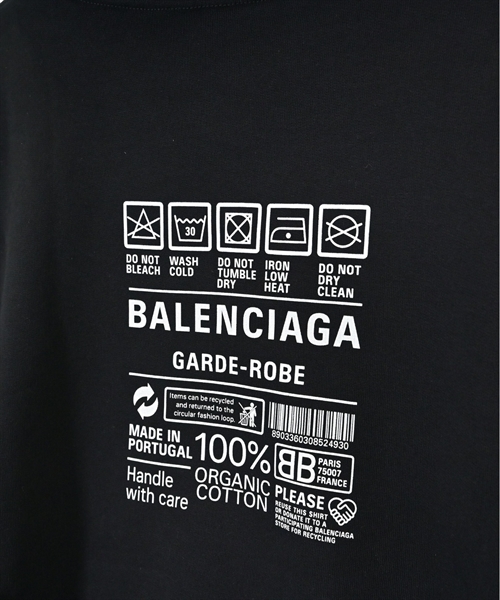 30
DO NOT
BLEACH
WASH
COLD
DO NOT
TUMBLE
DRY
IRON
LOW
HEAT
DO NOT
DRY
CLEAN
BALENCIAGA
GARDE-ROBE
Items can be recycled
and returned to the
circular fashion loop.
8903360308524930
MADE IN
PORTUGAL
100%
ORGANIC
COTTON
BB
PARIS
75007
FRANCE
Handle
with care
PLEASE
REUSE THIS SHIRT
OR DONATE IT TO A
PARTICIPATING BALENCIAGA
STORE FOR RECYCLING